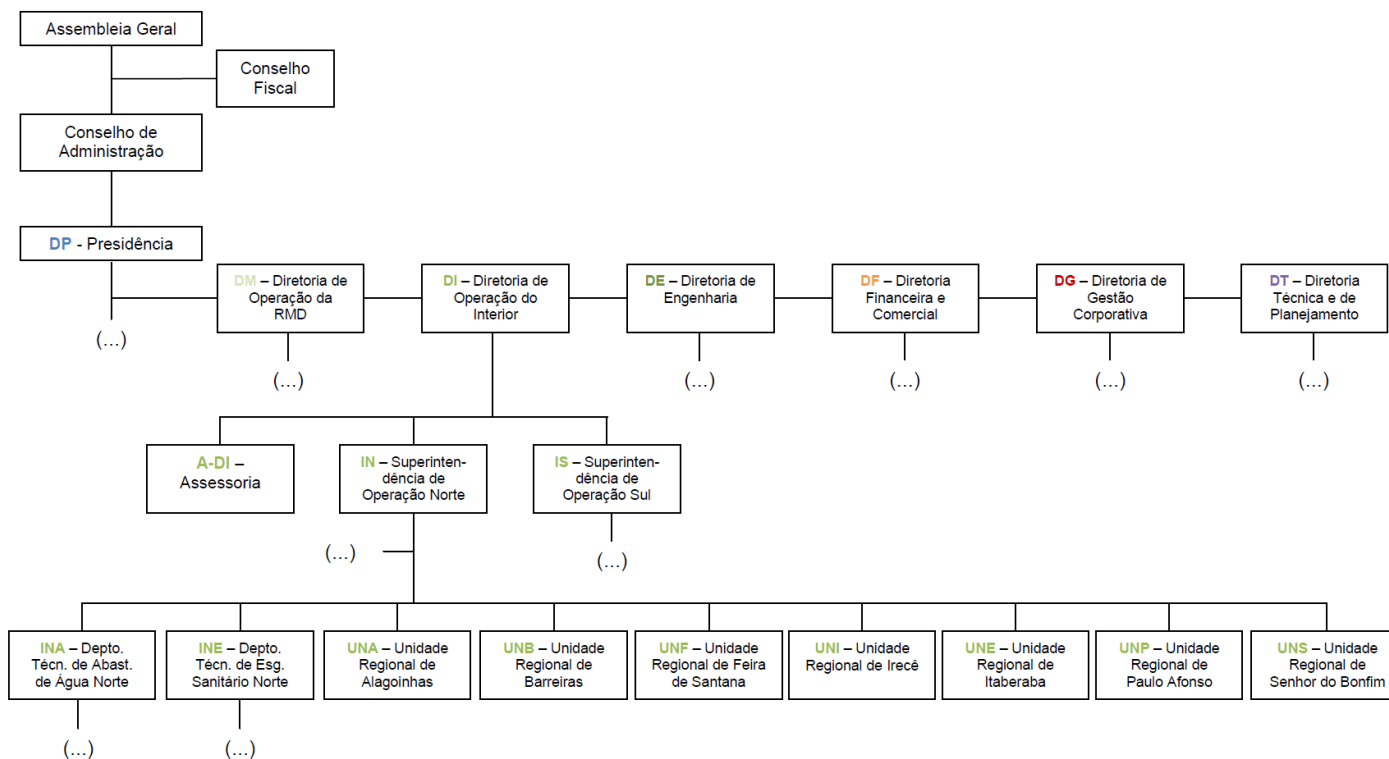 Assembleia Geral
Conselho
Fiscal
Conselho de
Administração
DP - Presidência
(...)
DM – Diretoria de
Operação da
RMD
(...)
DI – Diretoria de
Operação do
Interior
DE – Diretoria de
Engenharia
(...)
DF – Diretoria
Financeira e
Comercial
(...)
DG – Diretoria de
Gestão
Corporativa
(...)
DT – Diretoria
Técnica e de
Planejamento
(...)
A-DI –
Assessoria
IN – Superinten-
dência de
Operação Norte
(...)
IS – Superinten-
dência de
Operação Sul
(...)
INA – Depto.
Técn. de Abast.
de Água Norte
(...)
INE – Depto.
Técn. de Esg.
Sanitário Norte
(...)
UNA – Unidade
Regional de
Alagoinhas
UNB – Unidade
Regional de
Barreiras
UNF – Unidade
Regional de Feira
de Santana
UNI – Unidade
Regional de Irecê
UNE – Unidade
Regional de
Itaberaba
UNP – Unidade
Regional de
Paulo Afonso
UNS – Unidade
Regional de
Senhor do Bonfim